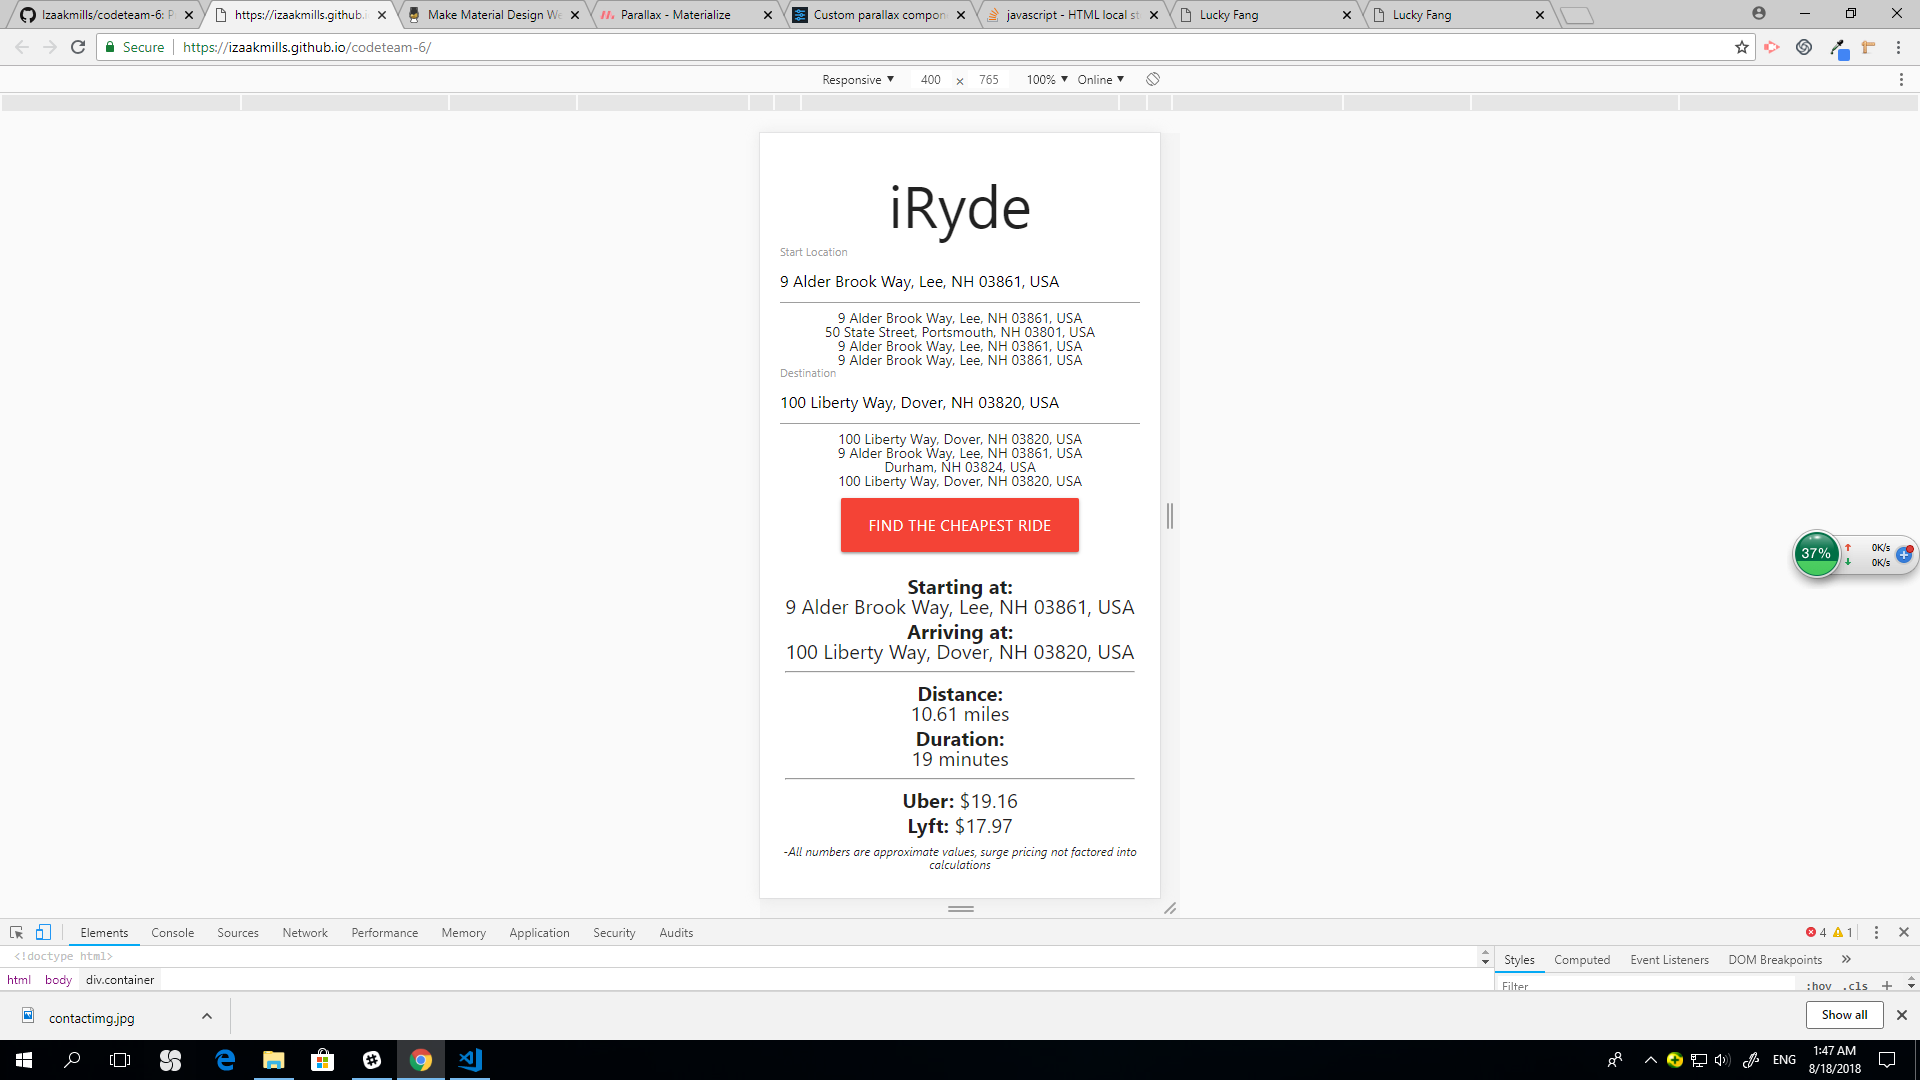 Izaakmills/codeteam-6: P
https://izaakmills.github.i
Make Material Design We
Parallax - Materialize
Custom parallax compon
javascript - HTML local st
Lucky Fang
Lucky Fang
Secure
https://izaakmills.github.io/codeteam-6/
Responsive ▼ 400 × 765 100% ▼ Online ▼
iRyde
Start Location
9 Alder Brook Way, Lee, NH 03861, USA
9 Alder Brook Way, Lee, NH 03861, USA
50 State Street, Portsmouth, NH 03801, USA
9 Alder Brook Way, Lee, NH 03861, USA
9 Alder Brook Way, Lee, NH 03861, USA
Destination
100 Liberty Way, Dover, NH 03820, USA
100 Liberty Way, Dover, NH 03820, USA
9 Alder Brook Way, Lee, NH 03861, USA
Durham, NH 03824, USA
100 Liberty Way, Dover, NH 03820, USA
FIND THE CHEAPEST RIDE
37%
0K/s
0K/s
Starting at:
9 Alder Brook Way, Lee, NH 03861, USA
Arriving at:
100 Liberty Way, Dover, NH 03820, USA
Distance:
10.61 miles
Duration:
19 minutes
Uber: $19.16
Lyft: $17.97
-All numbers are approximate values, surge pricing not factored into
calculations
Elements Console Sources Network Performance Memory Application Security Audits
4 1
<!doctype html>
html body div.container
Styles Computed Event Listeners DOM Breakpoints »
Filter :hov .cls +
contactimg.jpg
Show all
ENG
1:47 AM
8/18/2018